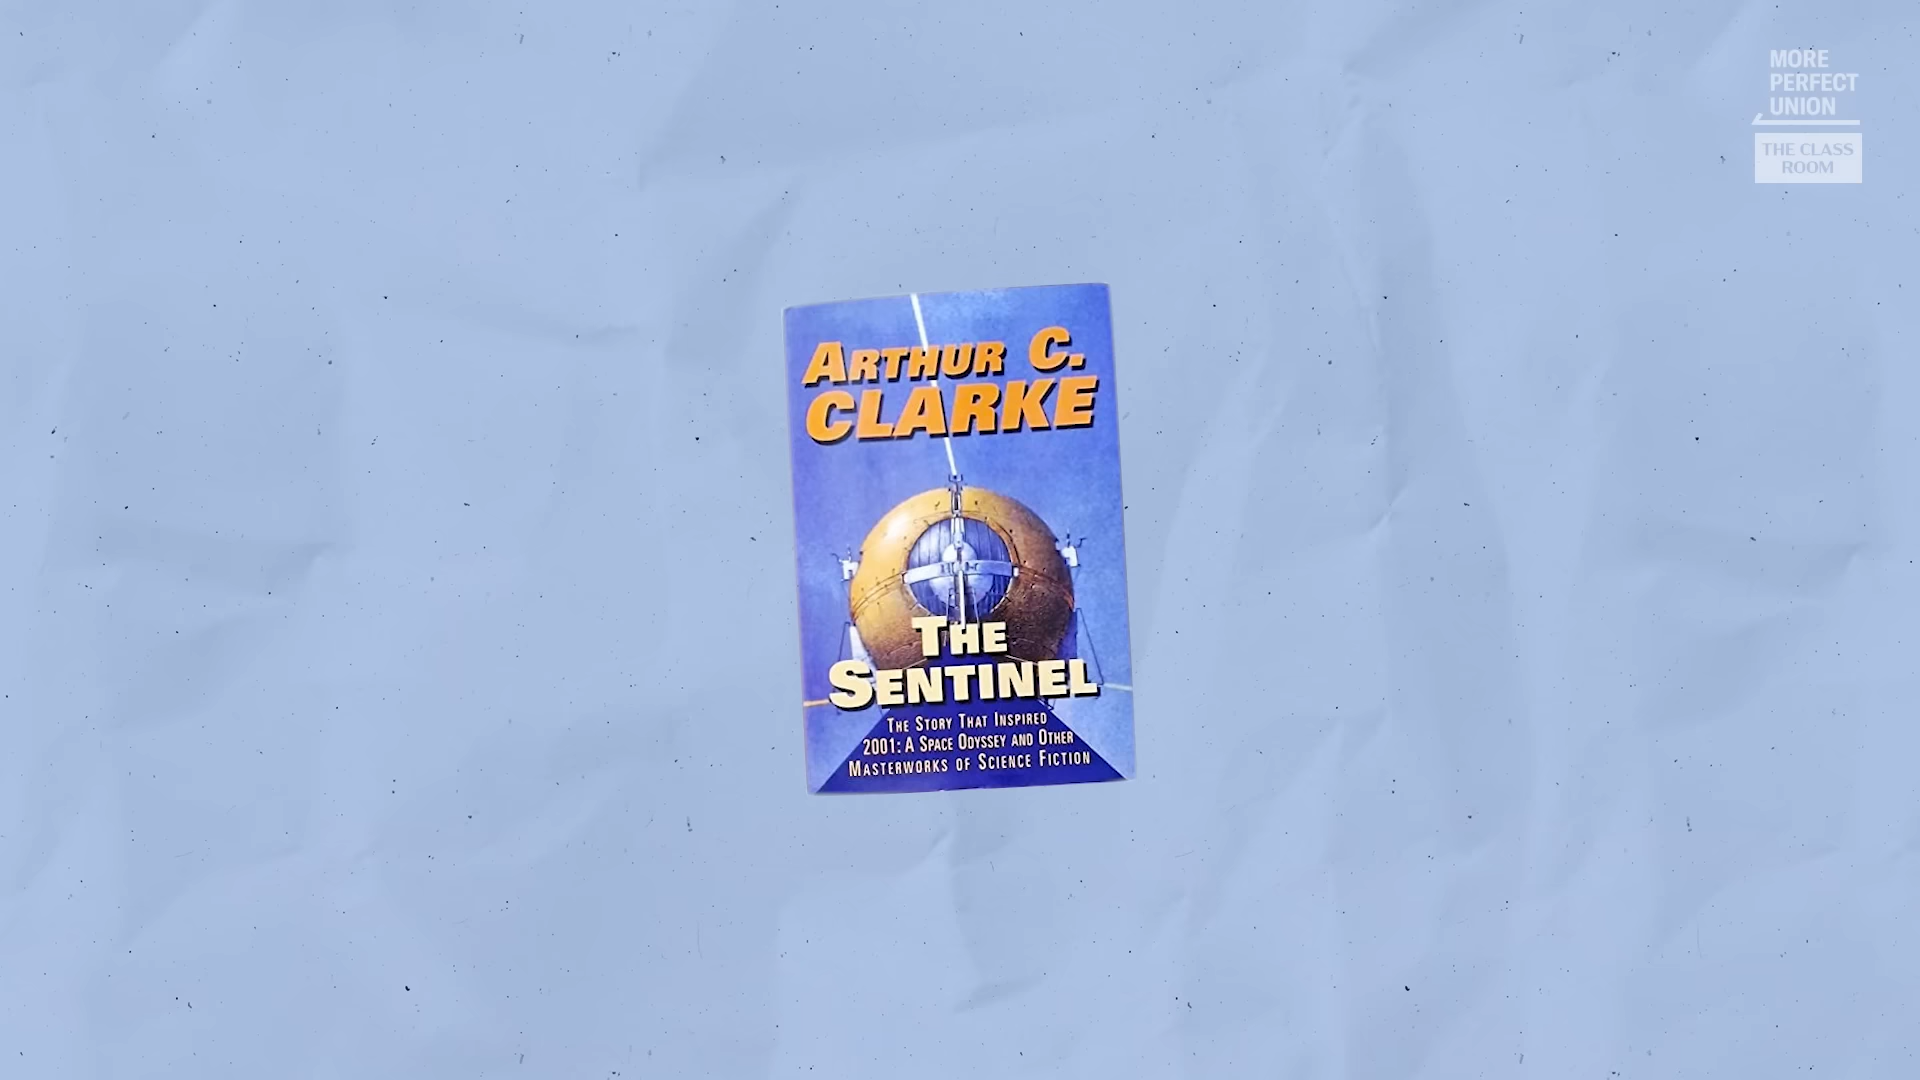 MORE
PERFECT
UNION
THE CLASS
ROOM
ARTHUR C.
CLARKE
THE
SENTINEL
THE STORY THAT INSPIRED
2001: A SPACE ODYSSEY AND OTHER
MASTERWORKS OF SCIENCE FICTION